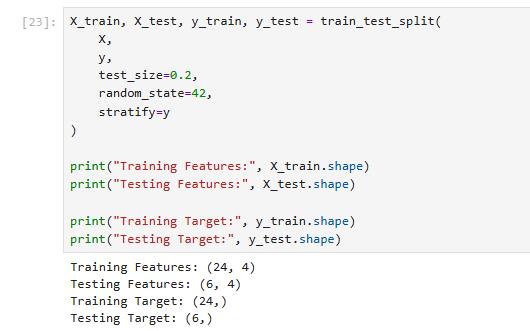 [23]: X_train, X_test, y_train, y_test = train_test_split(
    X,
    y,
    test_size=0.2,
    random_state=42,
    stratify=y
)

print("Training Features:", X_train.shape)
print("Testing Features:", X_test.shape)

print("Training Target:", y_train.shape)
print("Testing Target:", y_test.shape)
Training Features: (24, 4)
Testing Features: (6, 4)
Training Target: (24,)
Testing Target: (6,)